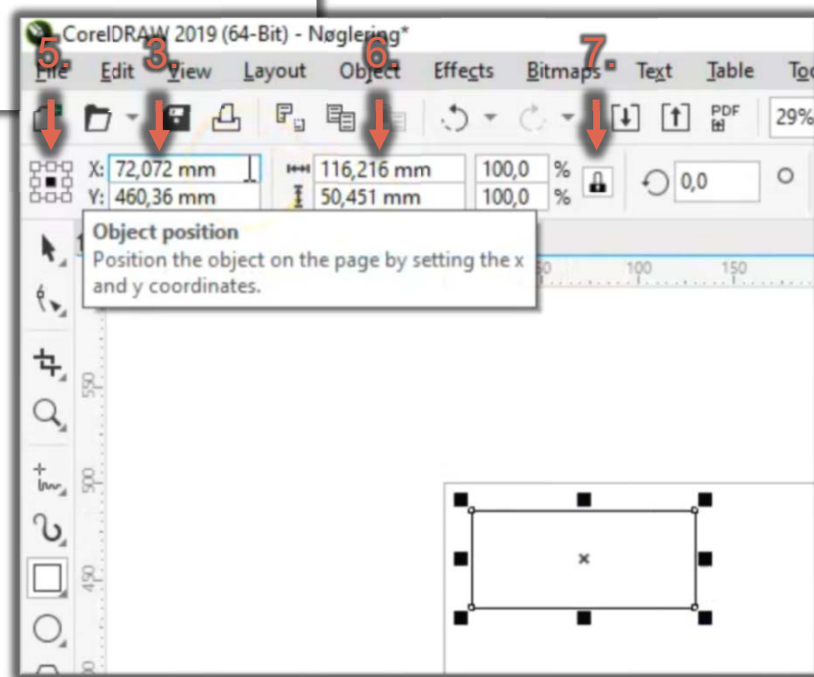 CorelDRAW 2019 (64-Bit) - Nøglering*
5. 3. 6. 7.
File Edit View Layout Object Effects Bitmaps Text Table
PDF 29%
X: 72,072 mm 116,216 mm 100,0 %
Y: 460,36 mm 50,451 mm 100,0 % 0,0
Object position
Position the object on the page by setting the x
and y coordinates.
100 150
550
500
450